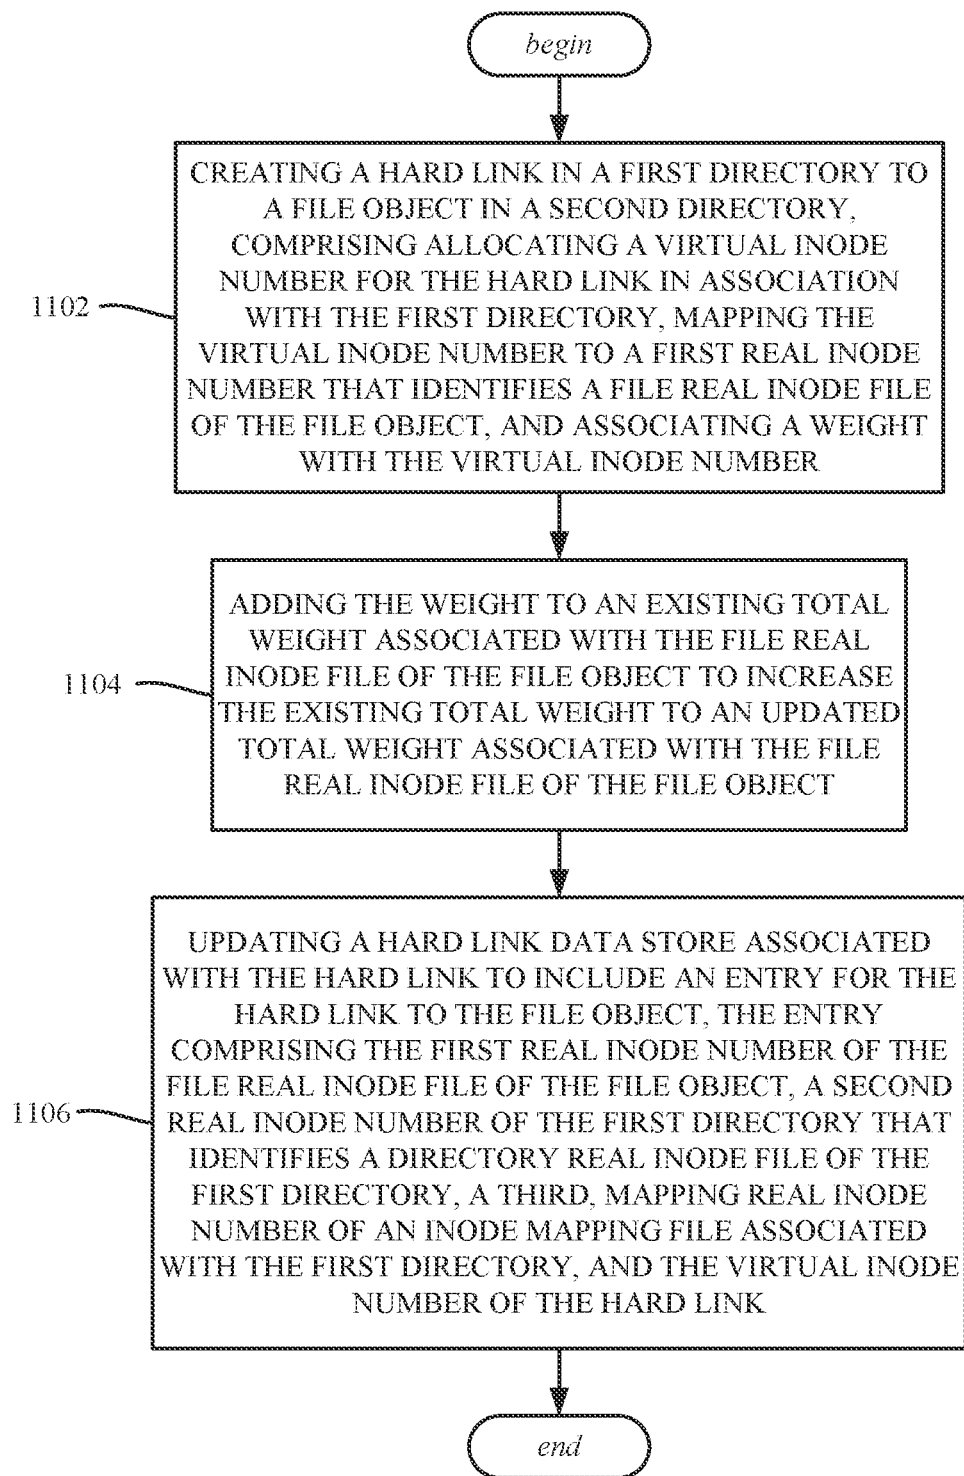 begin
CREATING A HARD LINK IN A FIRST DIRECTORY TO
A FILE OBJECT IN A SECOND DIRECTORY,
COMPRISING ALLOCATING A VIRTUAL INODE
NUMBER FOR THE HARD LINK IN ASSOCIATION
WITH THE FIRST DIRECTORY, MAPPING THE
VIRTUAL INODE NUMBER TO A FIRST REAL INODE
NUMBER THAT IDENTIFIES A FILE REAL INODE FILE
OF THE FILE OBJECT, AND ASSOCIATING A WEIGHT
WITH THE VIRTUAL INODE NUMBER
1102
ADDING THE WEIGHT TO AN EXISTING TOTAL
WEIGHT ASSOCIATED WITH THE FILE REAL
INODE FILE OF THE FILE OBJECT TO INCREASE
THE EXISTING TOTAL WEIGHT TO AN UPDATED
TOTAL WEIGHT ASSOCIATED WITH THE FILE
REAL INODE FILE OF THE FILE OBJECT
1104
UPDATING A HARD LINK DATA STORE ASSOCIATED
WITH THE HARD LINK TO INCLUDE AN ENTRY FOR THE
HARD LINK TO THE FILE OBJECT, THE ENTRY
COMPRISING THE FIRST REAL INODE NUMBER OF THE
FILE REAL INODE FILE OF THE FILE OBJECT, A SECOND
REAL INODE NUMBER OF THE FIRST DIRECTORY THAT
IDENTIFIES A DIRECTORY REAL INODE FILE OF THE
FIRST DIRECTORY, A THIRD, MAPPING REAL INODE
NUMBER OF AN INODE MAPPING FILE ASSOCIATED
WITH THE FIRST DIRECTORY, AND THE VIRTUAL INODE
NUMBER OF THE HARD LINK
1106
end